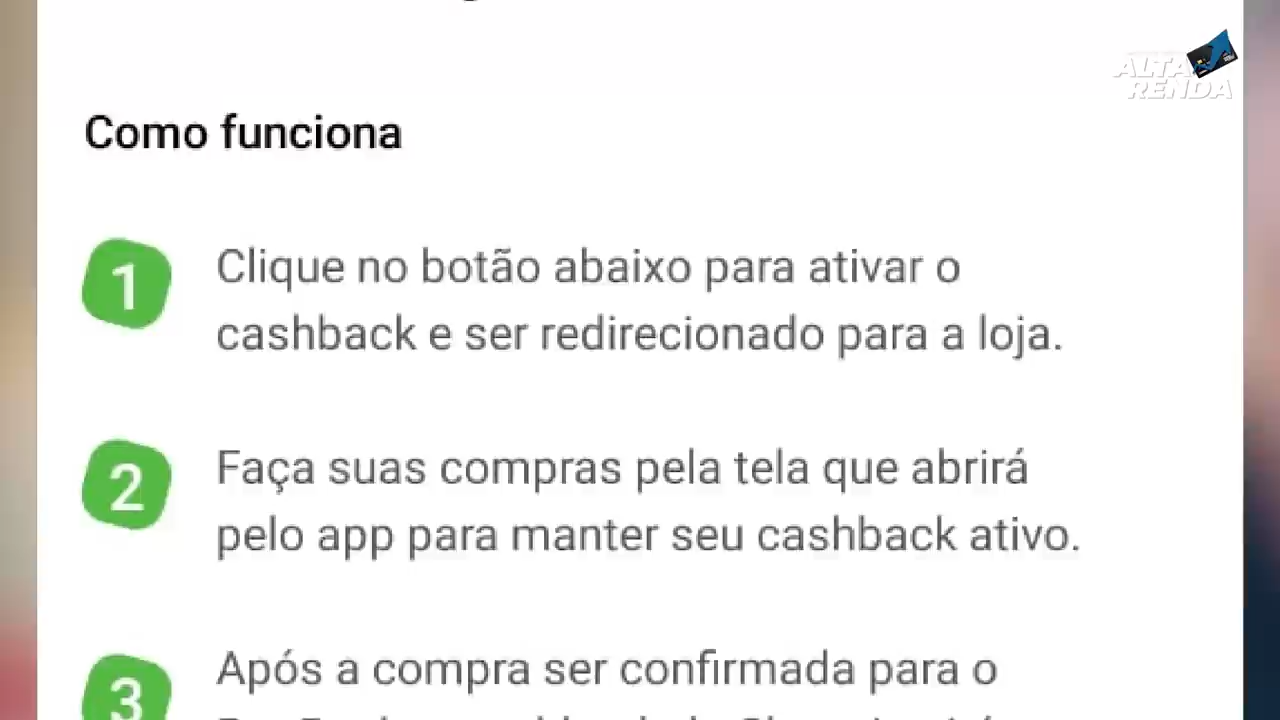 ALTA
RENDA
Como funciona
1
Clique no botão abaixo para ativar o
cashback e ser redirecionado para a loja.
2
Faça suas compras pela tela que abrirá
pelo app para manter seu cashback ativo.
3
Após a compra ser confirmada para o